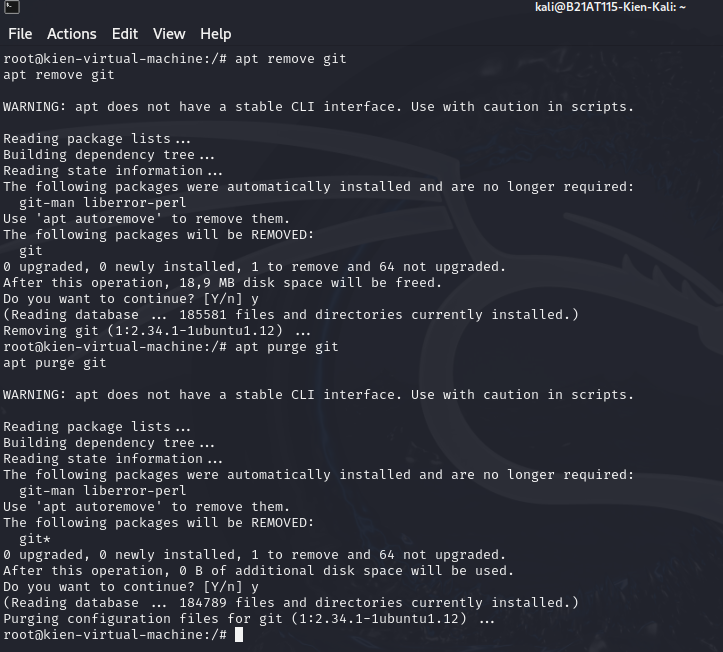 kali@B21AT115-Kien-Kali: ~
File Actions Edit View Help
root@kien-virtual-machine:/# apt remove git
apt remove git
WARNING: apt does not have a stable CLI interface. Use with caution in scripts.
Reading package lists...
Building dependency tree...
Reading state information...
The following packages were automatically installed and are no longer required:
  git-man liberror-perl
Use 'apt autoremove' to remove them.
The following packages will be REMOVED:
  git
0 upgraded, 0 newly installed, 1 to remove and 64 not upgraded.
After this operation, 18,9 MB disk space will be freed.
Do you want to continue? [Y/n] y
(Reading database ... 185581 files and directories currently installed.)
Removing git (1:2.34.1-1ubuntu1.12) ...
root@kien-virtual-machine:/# apt purge git
apt purge git
WARNING: apt does not have a stable CLI interface. Use with caution in scripts.
Reading package lists...
Building dependency tree...
Reading state information...
The following packages were automatically installed and are no longer required:
  git-man liberror-perl
Use 'apt autoremove' to remove them.
The following packages will be REMOVED:
  git*
0 upgraded, 0 newly installed, 1 to remove and 64 not upgraded.
After this operation, 0 B of additional disk space will be used.
Do you want to continue? [Y/n] y
(Reading database ... 184789 files and directories currently installed.)
Purging configuration files for git (1:2.34.1-1ubuntu1.12) ...
root@kien-virtual-machine:/#